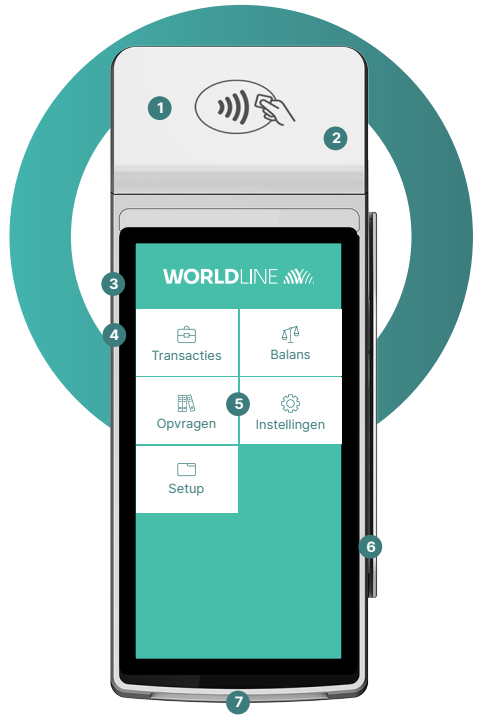 1
2
WORLDLINE
3
4
Transacties
Balans
5
Opvragen
Instellingen
Setup
6
7